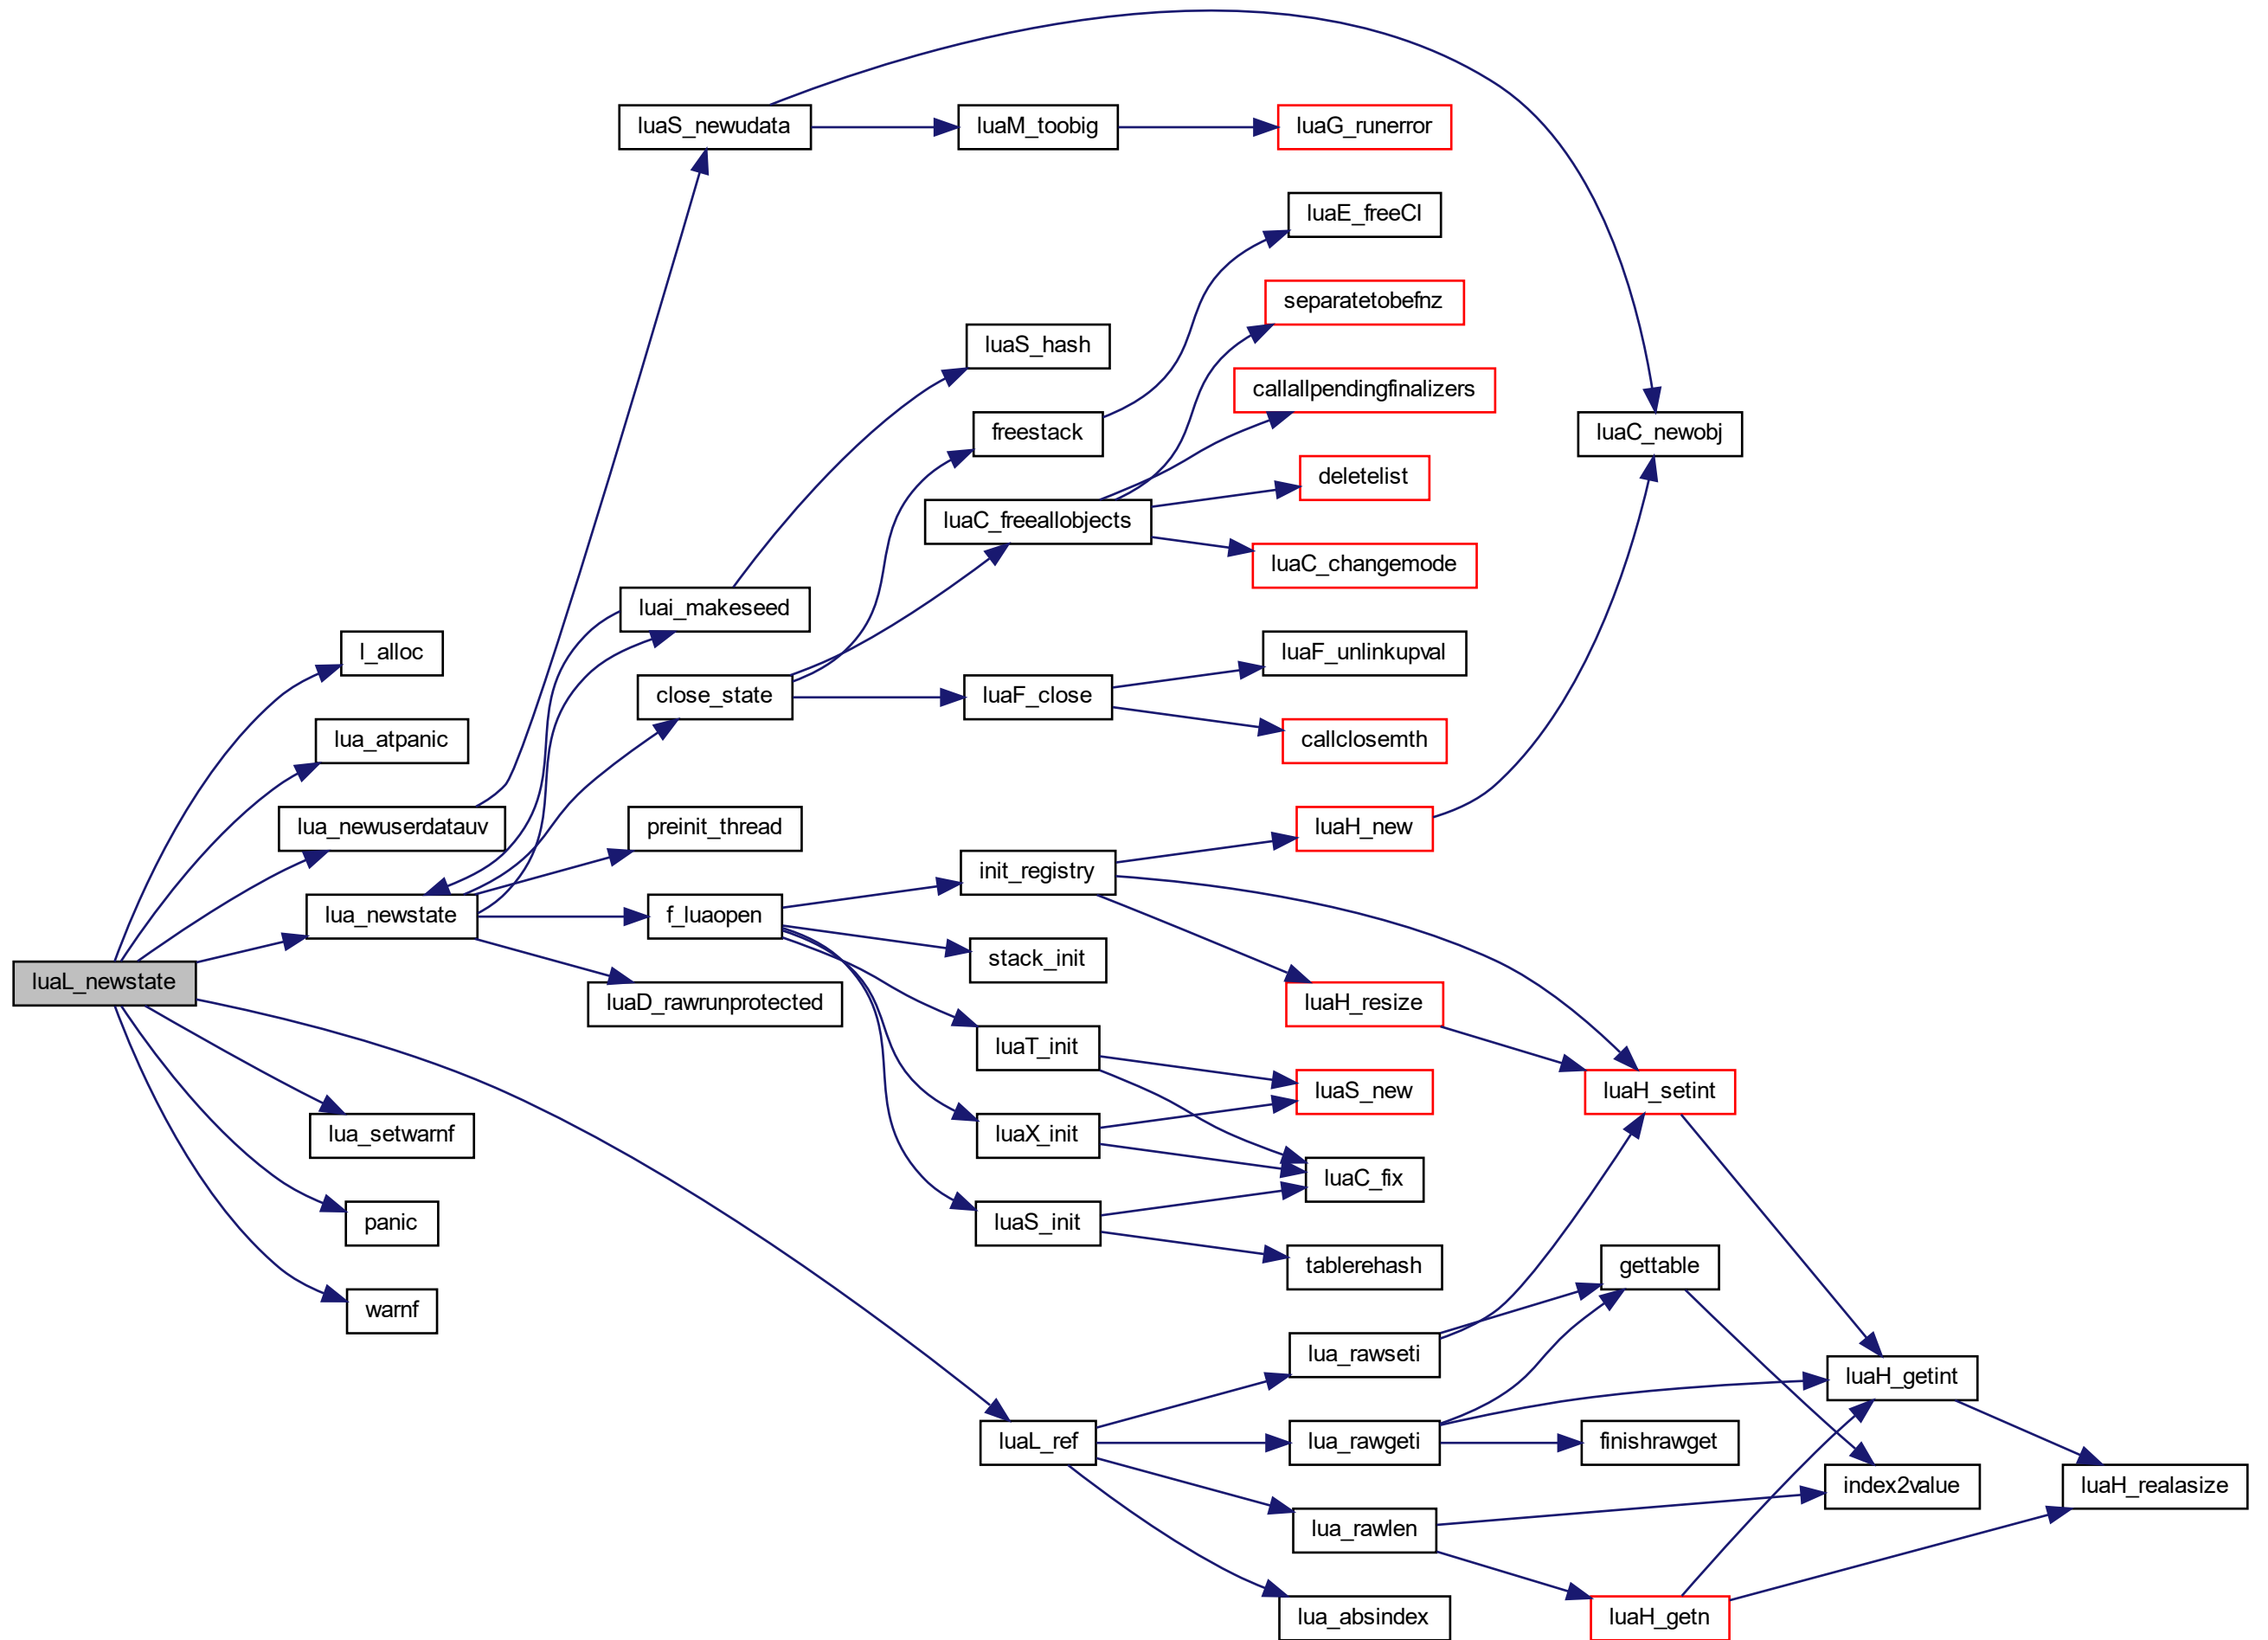 luaS_newudata
luaM_toobig
luaG_runerror
luaE_freeCI
separatetobefnz
luaS_hash
callallpendingfinalizers
freestack
luaC_newobj
deletelist
luaC_freeallobjects
luaC_changemode
luai_makeseed
l_alloc
luaF_unlinkupval
close_state
luaF_close
lua_atpanic
callclosemth
lua_newuserdatauv
preinit_thread
luaH_new
init_registry
lua_newstate
f_luaopen
stack_init
luaL_newstate
luaD_rawrunprotected
luaH_resize
luaT_init
luaS_new
luaH_setint
lua_setwarnf
luaX_init
luaC_fix
panic
luaS_init
tablerehash
gettable
warnf
lua_rawseti
luaH_getint
luaL_ref
lua_rawgeti
finishrawget
index2value
luaH_realasize
lua_rawlen
lua_absindex
luaH_getn